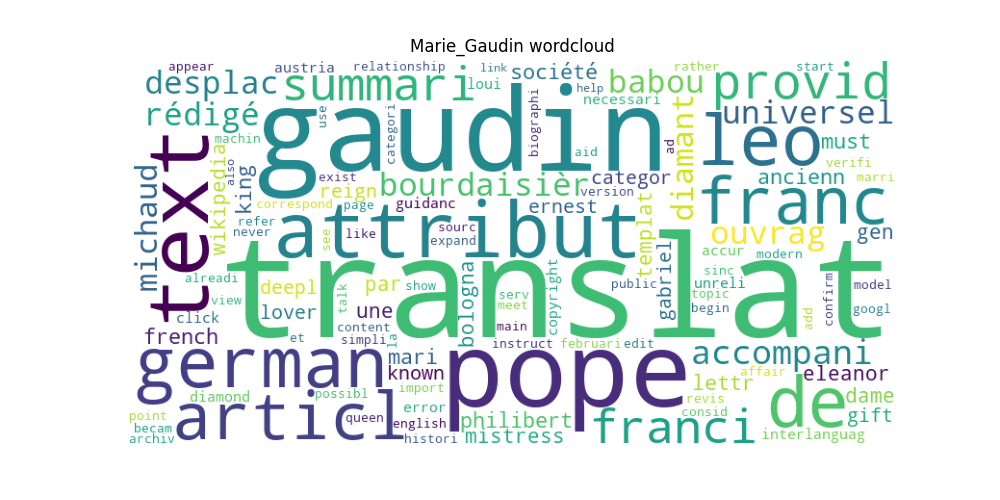 Marie_Gaudin wordcloud
appear
austria
relationship
link
société
rather
start
desplac
summari
loui
help
babou
provid
rédigé
use
categori
gaudin
biographi
necessari
aid
ad
diamant
leo
universel
must
machin
text
wikipedia
also
king
exist
reign
bourdaisièr
categor
version
ancienn
verifi
marri
michaud
correspond
page
like
guidanc
ernest
templat
franc
refer
never
see
attribut
sourc
expand
ouvrag
gen
accur
modern
gabriel
sinc
unreli
alreadi
view
click
deepl
lover
talk
par
show
une
translat
bologna
serv
meet
copyright
public
topic
begin
add
confirm
model
googl
french
et
content
simpli
la
main
instruct
februari
edit
german
mari
known
import
possibl
diamond
pope
accompani
affair
eleanor
lettr
revis
consid
de
dame
gift
point
becam
archiv
articl
queen
error
english
histori
philibert
mistress
franci
interlanguag